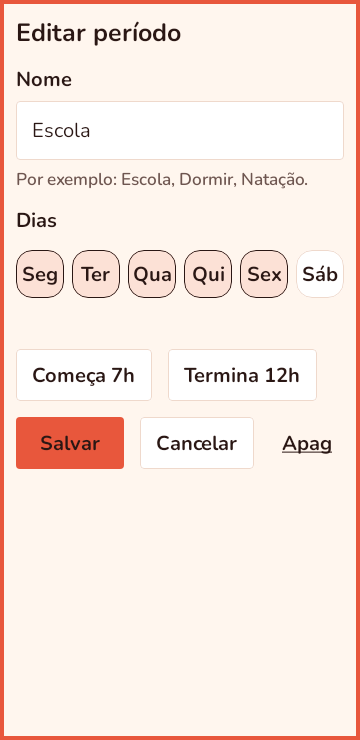 Editar período
Nome
Escola
Por exemplo: Escola, Dormir, Natação.
Dias
Seg Ter Qua Qui Sex Sáb
Começa 7h Termina 12h
Salvar Cancelar Apag